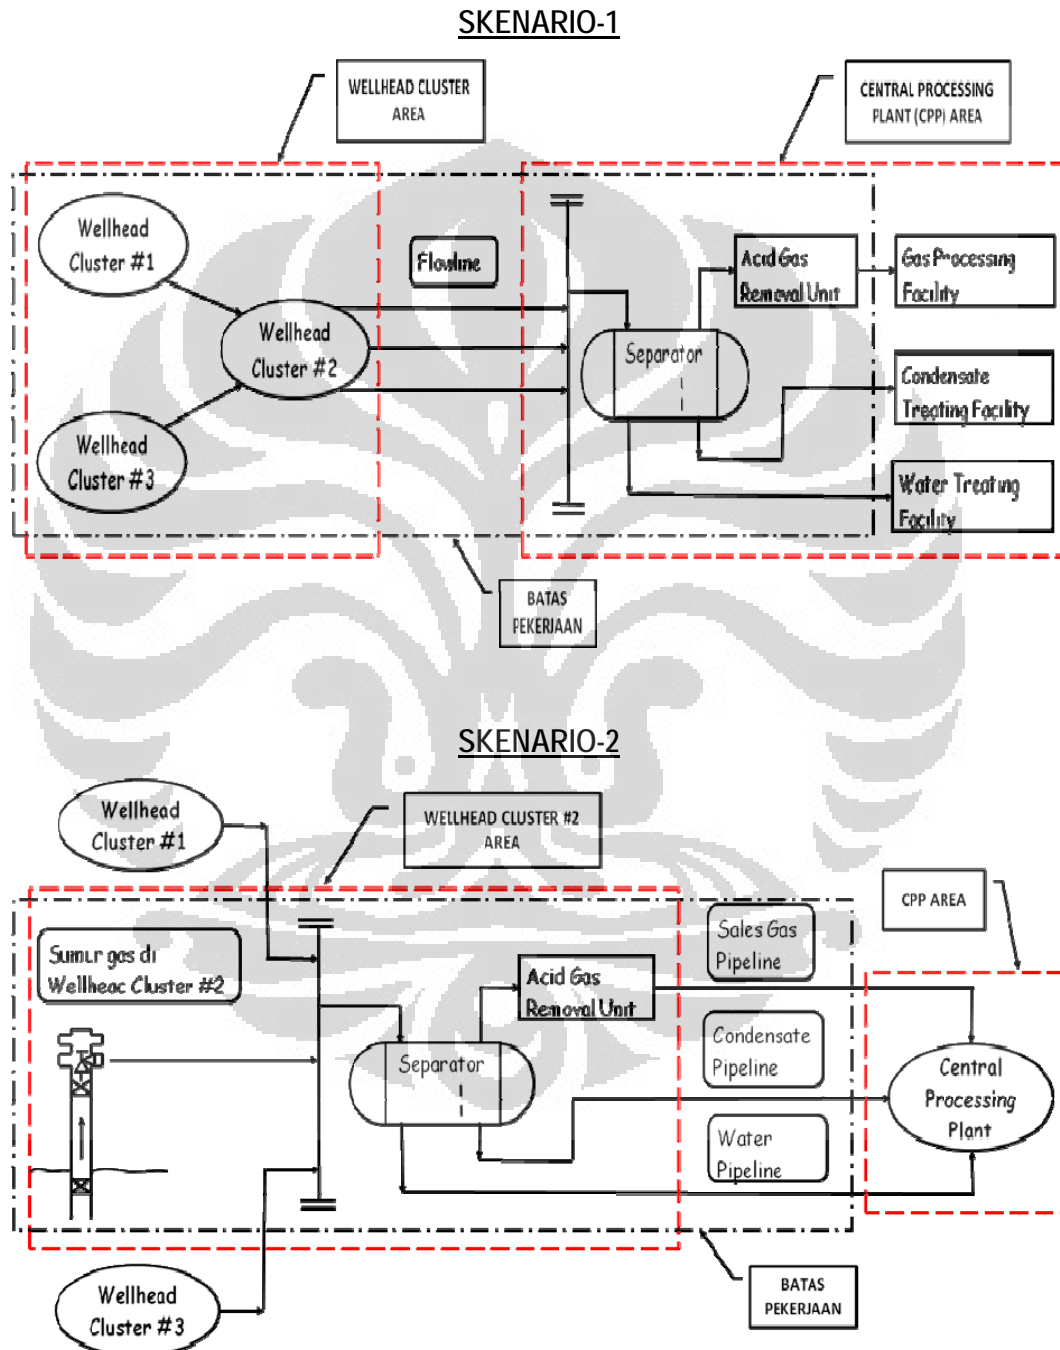 SKENARIO-1
WELLHEAD CLUSTER
AREA
CENTRAL PROCESSING
PLANT (CPP) AREA
Wellhead
Cluster #1
Flowline
Wellhead
Cluster #2
Wellhead
Cluster #3
Separator
Acid Gas
Removal Unit
Gas Processing
Facility
Condensate
Treating Facility
Water Treating
Facility
BATAS
PEKERJAAN
SKENARIO-2
Wellhead
Cluster #1
WELLHEAD CLUSTER #2
AREA
CPP AREA
Sumur gas di
Wellheac Cluster #2
Acid Gas
Removal Unit
Separator
Sales Gas
Pipeline
Condensate
Pipeline
Water
Pipeline
Central
Processing
Plant
Wellhead
Cluster #3
BATAS
PEKERJAAN